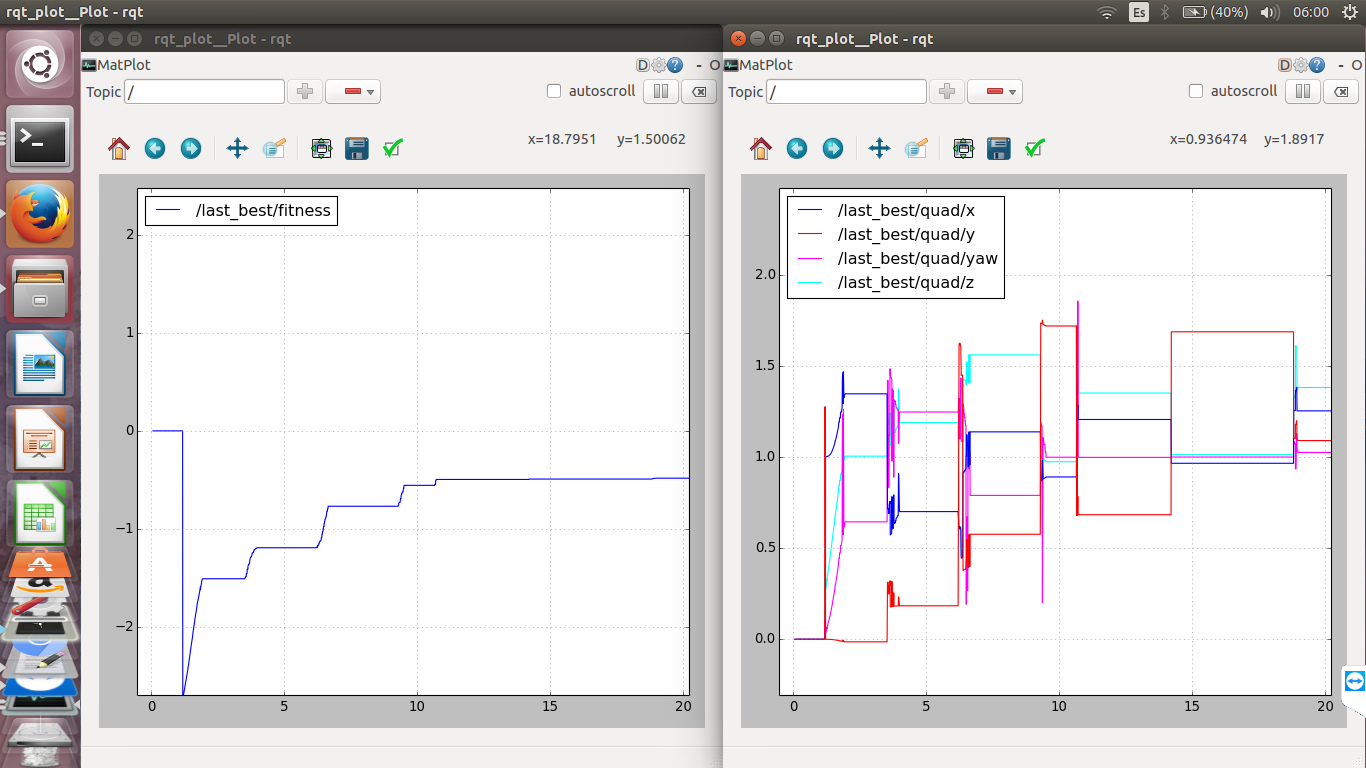 rqt_plot__Plot - rqt
Es
(40%)
06:00
rqt_plot__Plot - rqt
MatPlot
D
?
- O
Topic /
autoscroll
x=18.7951 y=1.50062
/last_best/fitness
2
1
0
−1
−2
0 5 10 15 20
rqt_plot__Plot - rqt
MatPlot
D
?
- O
Topic /
autoscroll
x=0.936474 y=1.8917
/last_best/quad/x
/last_best/quad/y
/last_best/quad/yaw
/last_best/quad/z
2.0
1.5
1.0
0.5
0.0
0 5 10 15 20